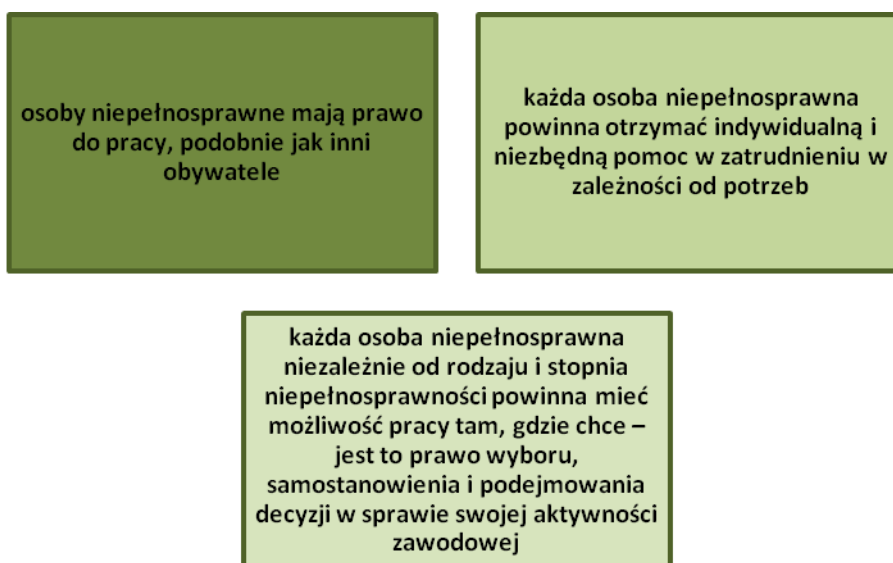 osoby niepełnosprawne mają prawo
do pracy, podobnie jak inni
obywatele
każda osoba niepełnosprawna
powinna otrzymać indywidualną i
niezbędną pomoc w zatrudnieniu w
zależności od potrzeb
każda osoba niepełnosprawna
niezależnie od rodzaju i stopnia
niepełnosprawności powinna mieć
możliwość pracy tam, gdzie chce –
jest to prawo wyboru,
samostanowienia i podejmowania
decyzji w sprawie swojej aktywności
zawodowej